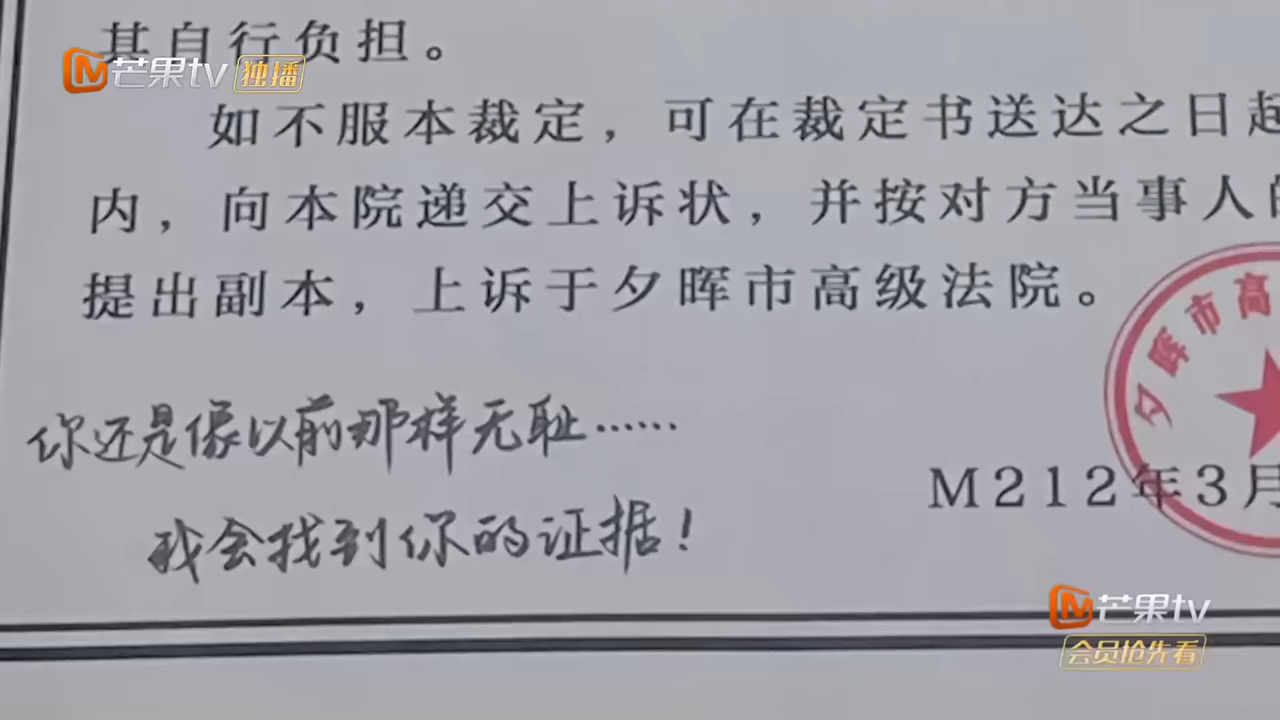 其自行负担。
芒果tv 独播
如不服本裁定，可在裁定书送达之日起
内，向本院递交上诉状，并按对方当事人的
提出副本，上诉于夕晖市高级法院。
夕晖市高
你还是像以前那样无耻……
M212年3月
我会找到你的证据！
芒果tv
会员抢先看